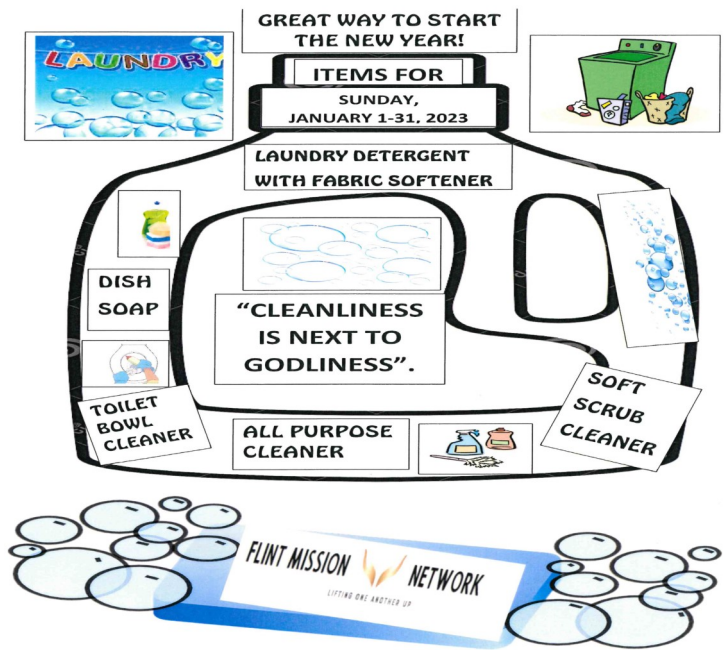 GREAT WAY TO START
THE NEW YEAR!
LAUNDRY
ITEMS FOR
SUNDAY,
JANUARY 1-31, 2023
LAUNDRY DETERGENT
WITH FABRIC SOFTENER
DISH
SOAP
"CLEANLINESS
IS NEXT TO
GODLINESS".
TOILET
BOWL
CLEANER
ALL PURPOSE
CLEANER
SOFT
SCRUB
CLEANER
FLINT MISSION NETWORK
LIFTING ONE ANOTHER UP